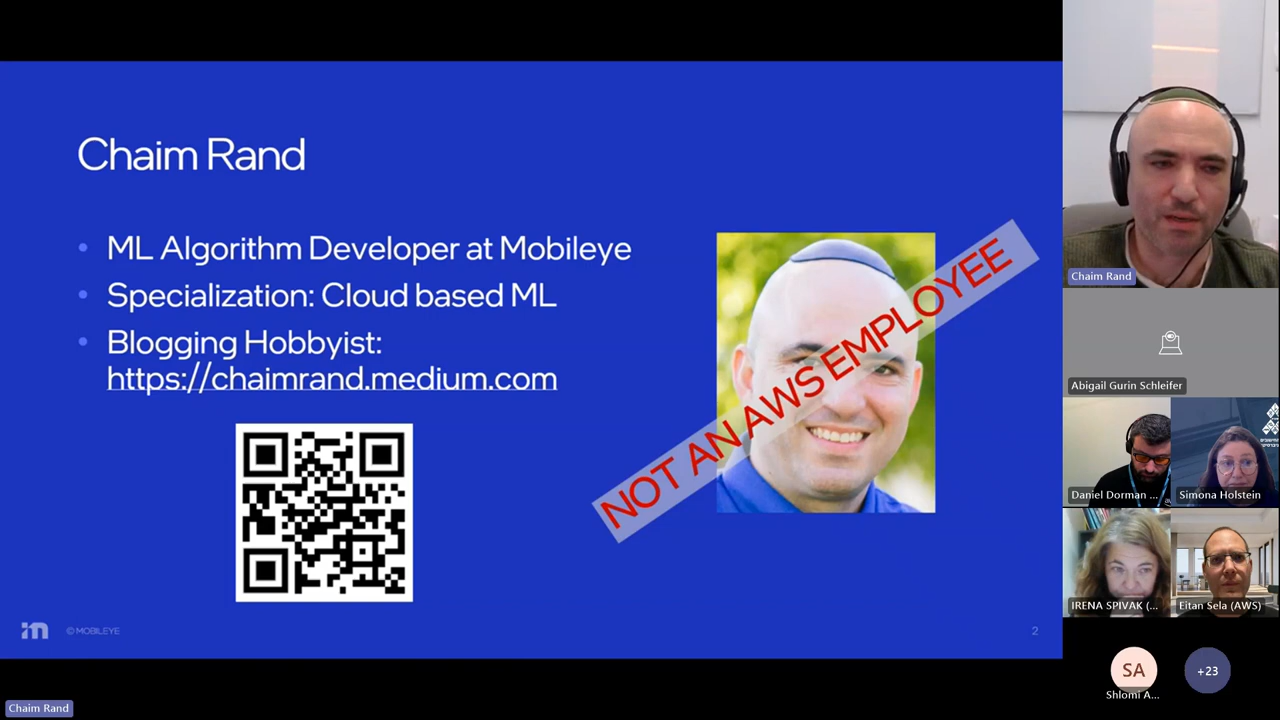 Chaim Rand
ML Algorithm Developer at Mobileye
Specialization: Cloud based ML
Blogging Hobbyist:
https://chaimrand.medium.com
NOT AN AWS EMPLOYEE
© MOBILEYE
2
Chaim Rand
Chaim Rand
Abigail Gurin Schleifer
Daniel Dorman ...
Simona Holstein
IRENA SPIVAK (...
Eitan Sela (AWS)
SA
Shlomi A...
+23